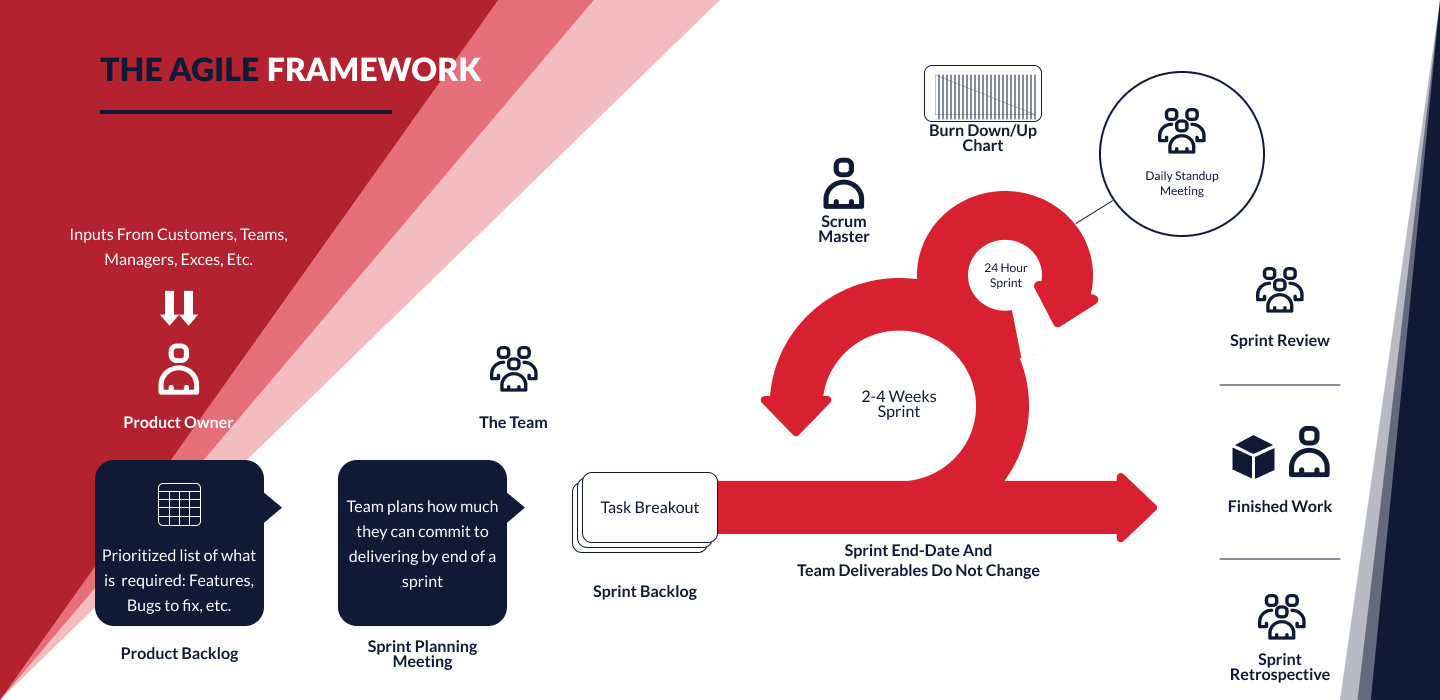 THE AGILE FRAMEWORK
Inputs From Customers, Teams,
Managers, Exces, Etc.
Product Owner
Prioritized list of what
is required: Features,
Bugs to fix, etc.
Product Backlog
The Team
Team plans how much
they can commit to
delivering by end of a
sprint
Sprint Planning
Meeting
Task Breakout
Sprint Backlog
Scrum
Master
Burn Down/Up
Chart
Daily Standup
Meeting
24 Hour
Sprint
2-4 Weeks
Sprint
Sprint End-Date And
Team Deliverables Do Not Change
Sprint Review
Finished Work
Sprint
Retrospective